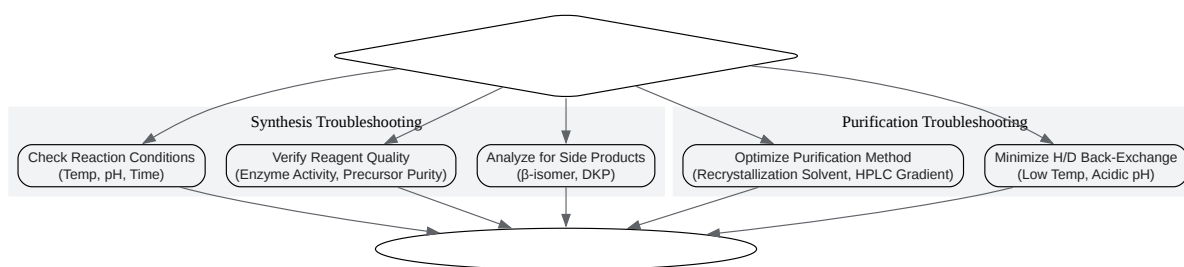 Synthesis Troubleshooting
Purification Troubleshooting
Check Reaction Conditions
(Temp, pH, Time)
Verify Reagent Quality
(Enzyme Activity, Precursor Purity)
Analyze for Side Products
(β-isomer, DKP)
Optimize Purification Method
(Recrystallization Solvent, HPLC Gradient)
Minimize H/D Back-Exchange
(Low Temp, Acidic pH)